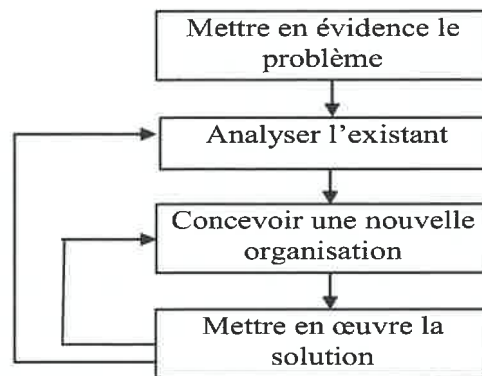 Mettre en évidence le
problème
Analyser l'existant
Concevoir une nouvelle
organisation
Mettre en œuvre la
solution